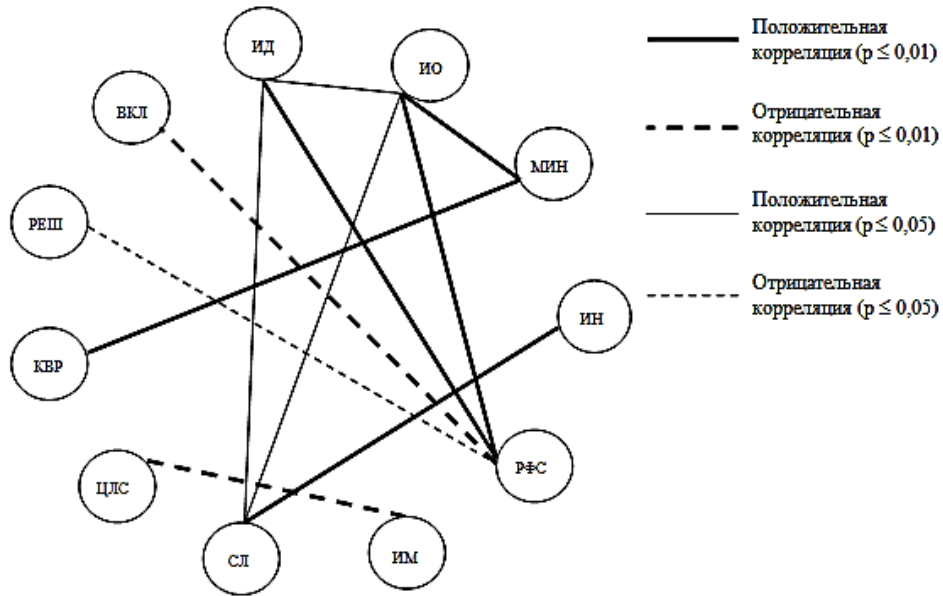 ИД
ИО
ВКЛ
МИН
РЕШ
ИН
КВР
РФС
ЦЛС
СЛ
ИМ
Положительная
корреляция (p ≤ 0,01)
Отрицательная
корреляция (p ≤ 0,01)
Положительная
корреляция (p ≤ 0,05)
Отрицательная
корреляция (p ≤ 0,05)